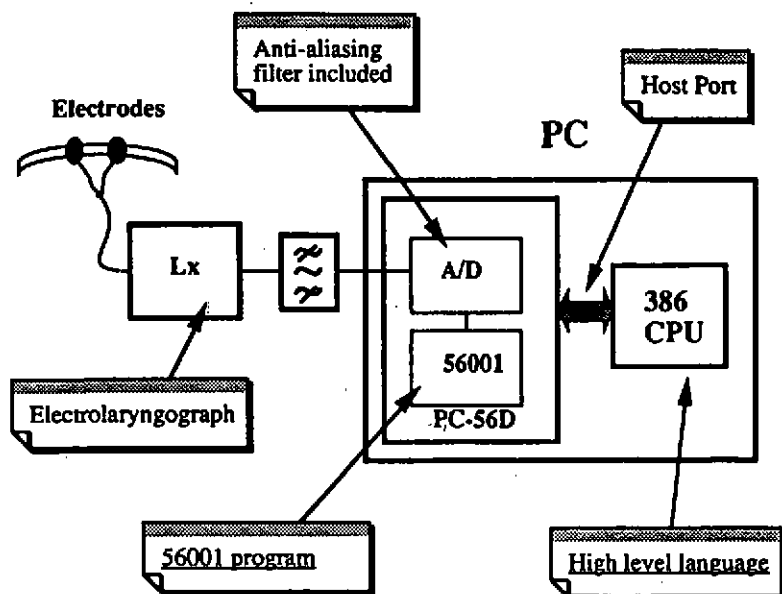 Anti-aliasing
filter included
Host Port
Electrodes
PC
Lx
A/D
386
CPU
56001
PC-56D
Electrolaryngograph
56001 program
High level language